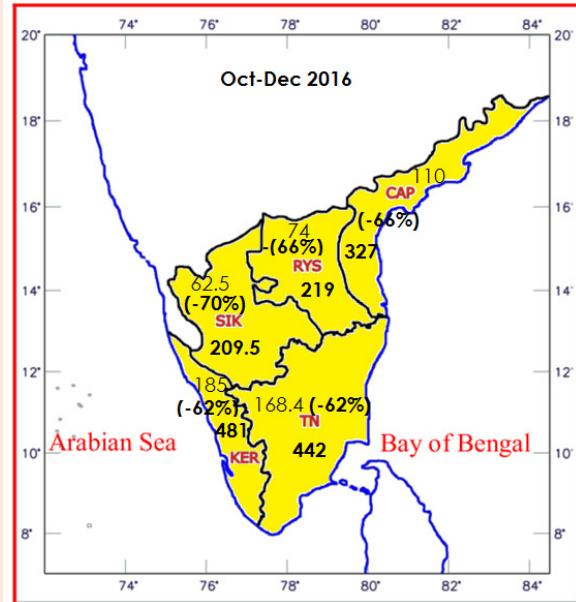 74° 76° 78° 80° 82° 84°
20° 20°
Oct-Dec 2016
18° 18°
110
CAP
16° 16°
(-66%)
74
-(66%)
327
RYS
62.5
219
(-70%)
14° 14°
SIK
209.5
12° 12°
185
168.4 (-62%)
(-62%)
TN
481
Arabian Sea
442
Bay of Bengal
KER
10° 10°
8° 8°
74° 76° 78° 80° 82° 84°